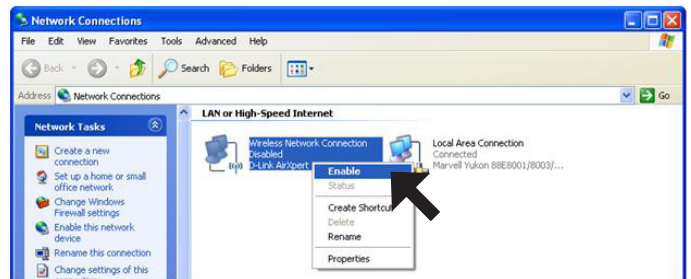 Network Connections
File Edit View Favorites Tools Advanced Help
Back Search Folders
Address Network Connections Go
LAN or High-Speed Internet
Network Tasks
Create a new
connection
Set up a home or small
office network
Change Windows
Firewall settings
Enable this network
device
Rename this connection
Change settings of this
Wireless Network Connection
Disabled
D-Link AirXpert
Local Area Connection
Connected
Marvell Yukon 88E8001/8003/...
Enable
Status
Create Shortcut
Delete
Rename
Properties